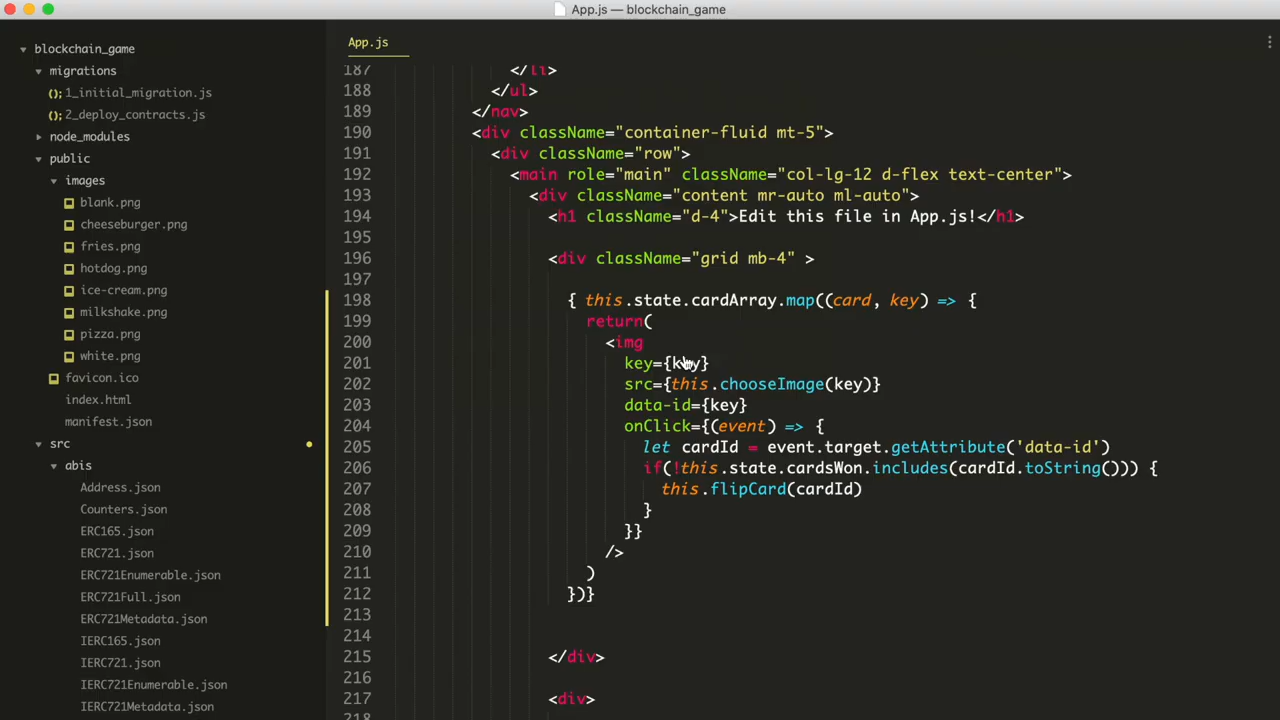 App.js — blockchain_game
blockchain_game
migrations
1_initial_migration.js
2_deploy_contracts.js
node_modules
public
images
blank.png
cheeseburger.png
fries.png
hotdog.png
ice-cream.png
milkshake.png
pizza.png
white.png
favicon.ico
index.html
manifest.json
src
abis
Address.json
Counters.json
ERC165.json
ERC721.json
ERC721Enumerable.json
ERC721Full.json
ERC721Metadata.json
IERC165.json
IERC721.json
IERC721Enumerable.json
IERC721Metadata.json
App.js
187 </li>
188 </ul>
189 </nav>
190 <div className="container-fluid mt-5">
191 <div className="row">
192 <main role="main" className="col-lg-12 d-flex text-center">
193 <div className="content mr-auto ml-auto">
194 <h1 className="d-4">Edit this file in App.js!</h1>
195
196 <div className="grid mb-4" >
197
198 { this.state.cardArray.map((card, key) => {
199 return(
200 <img
201 key={key}
202 src={this.chooseImage(key)}
203 data-id={key}
204 onClick={(event) => {
205 let cardId = event.target.getAttribute('data-id')
206 if(!this.state.cardsWon.includes(cardId.toString())) {
207 this.flipCard(cardId)
208 }
209 }}
210 />
211 )
212 })}
213
214
215 </div>
216
217 <div>
218